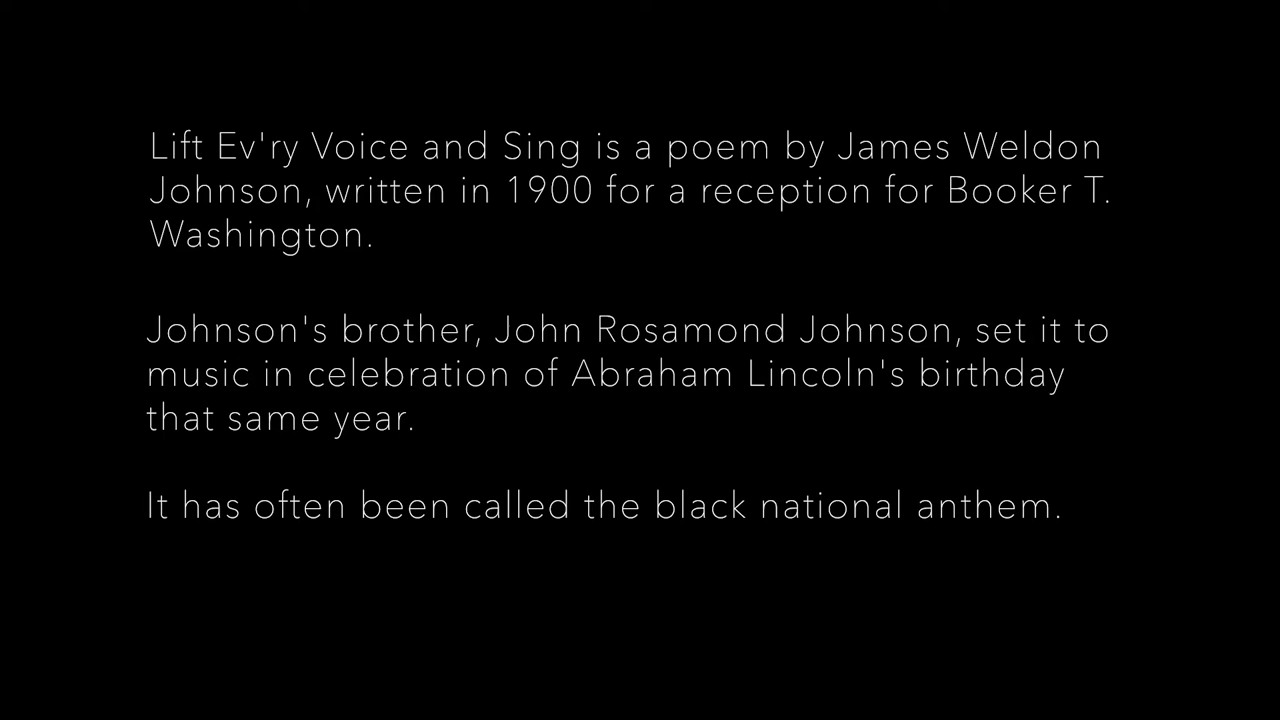 Lift Ev'ry Voice and Sing is a poem by James Weldon
Johnson, written in 1900 for a reception for Booker T.
Washington.
Johnson's brother, John Rosamond Johnson, set it to
music in celebration of Abraham Lincoln's birthday
that same year.
It has often been called the black national anthem.